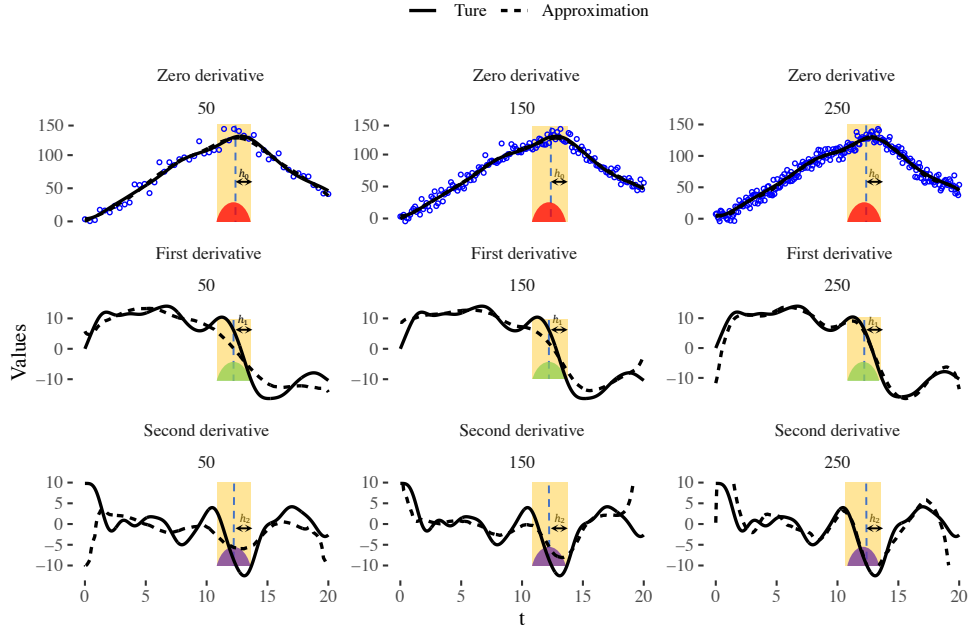 Ture Approximation
Zero derivative Zero derivative Zero derivative
50 150 250
150 150 150
100 100 100
h₀ h₀ h₀
50 50 50
0 0 0
First derivative First derivative First derivative
50 150 250
10 10 10
h₁ h₁ h₁
0 0 0
−10 −10 −10
Values
Second derivative Second derivative Second derivative
50 150 250
10 10 10
5 5 5
h₂ h₂ h₂
0 0 0
−5 −5 −5
−10 −10 −10
0 5 10 15 20 0 5 10 15 20 0 5 10 15 20
t